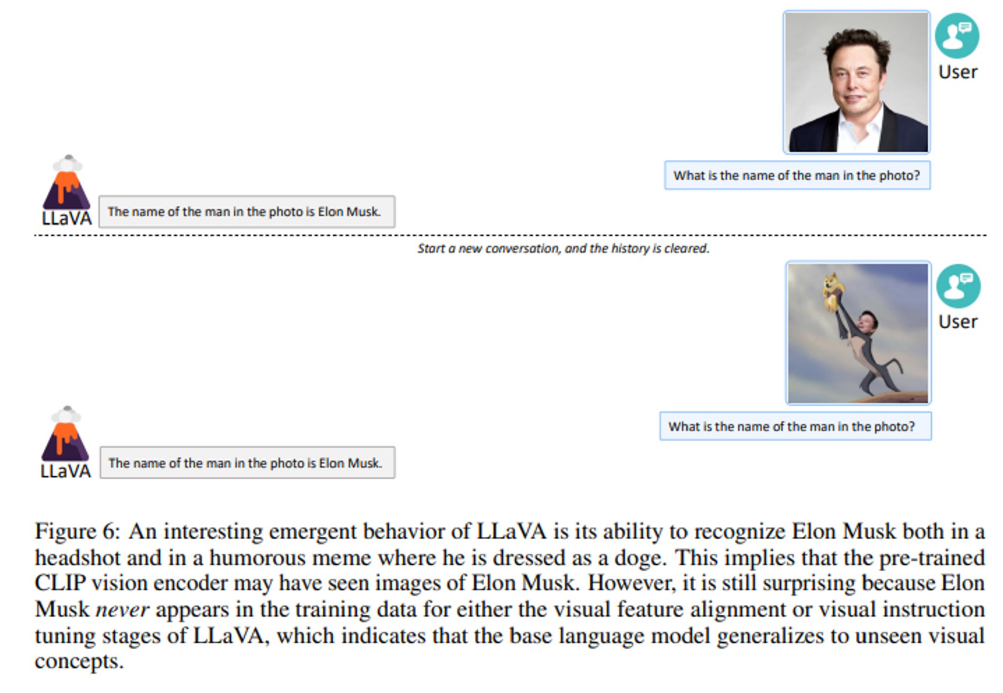 User
What is the name of the man in the photo?
LLaVA
The name of the man in the photo is Elon Musk.
Start a new conversation, and the history is cleared.
User
What is the name of the man in the photo?
LLaVA
The name of the man in the photo is Elon Musk.
Figure 6: An interesting emergent behavior of LLaVA is its ability to recognize Elon Musk both in a
headshot and in a humorous meme where he is dressed as a doge. This implies that the pre-trained
CLIP vision encoder may have seen images of Elon Musk. However, it is still surprising because Elon
Musk never appears in the training data for either the visual feature alignment or visual instruction
tuning stages of LLaVA, which indicates that the base language model generalizes to unseen visual
concepts.